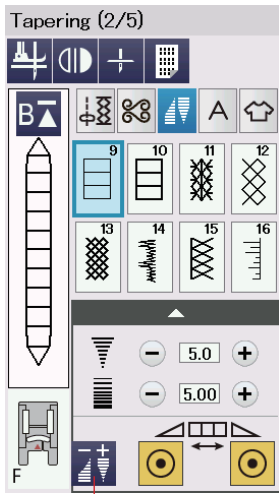 Tapering (2/5)
B
A
9 10 11 12
13 14 15 16
− 5.0 +
− 5.00 +
F
− +